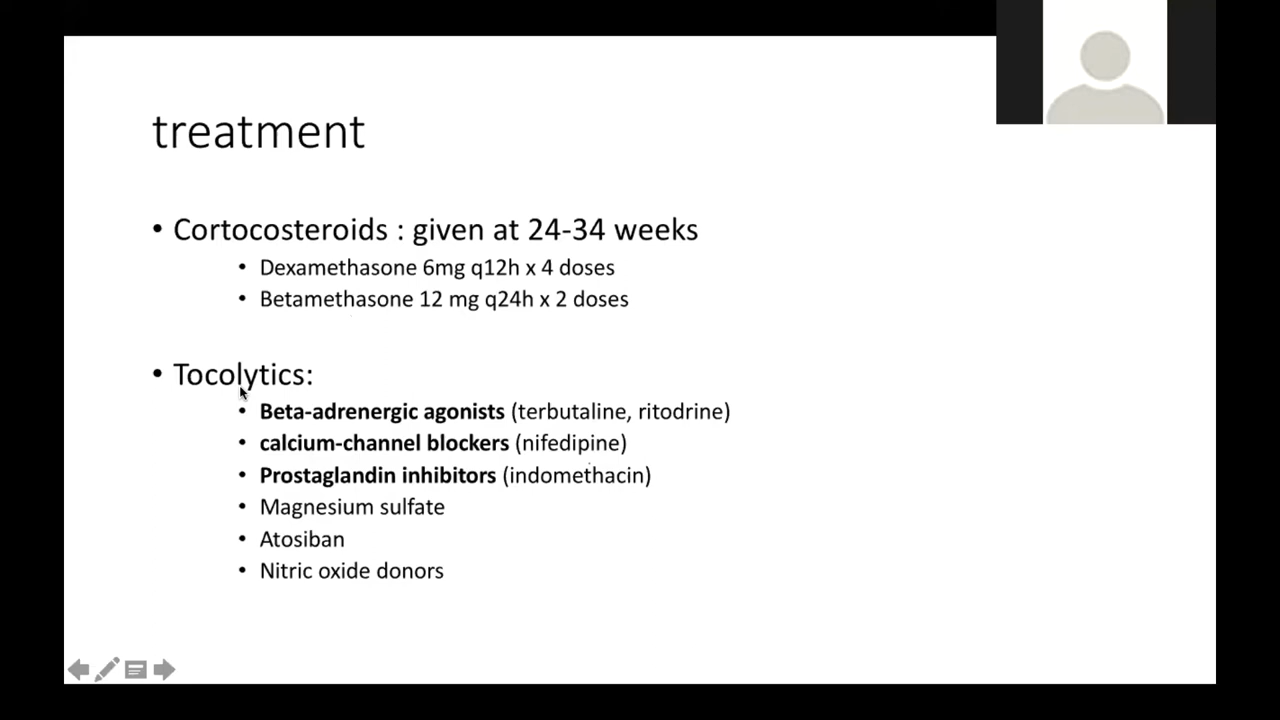 treatment
• Cortocosteroids : given at 24-34 weeks
• Dexamethasone 6mg q12h x 4 doses
• Betamethasone 12 mg q24h x 2 doses
• Tocolytics:
• Beta-adrenergic agonists (terbutaline, ritodrine)
• calcium-channel blockers (nifedipine)
• Prostaglandin inhibitors (indomethacin)
• Magnesium sulfate
• Atosiban
• Nitric oxide donors